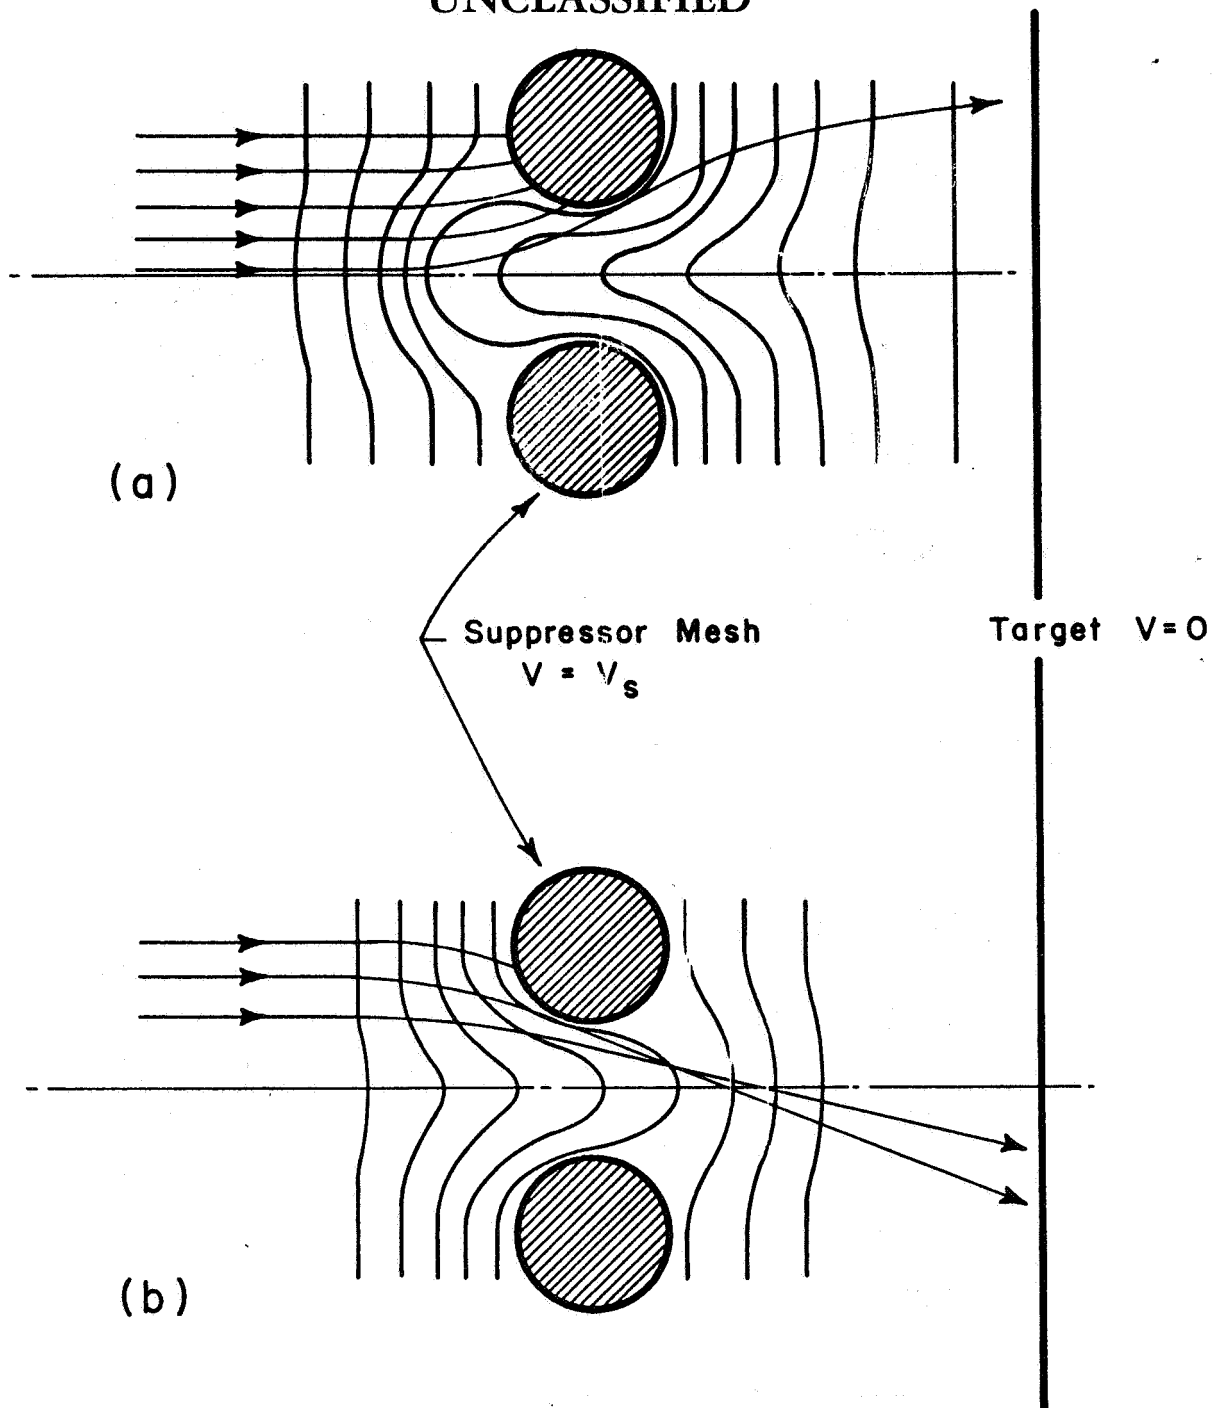 UNCLASSIFIED
(a)
Suppressor Mesh
V = Vs
Target V=0
(b)